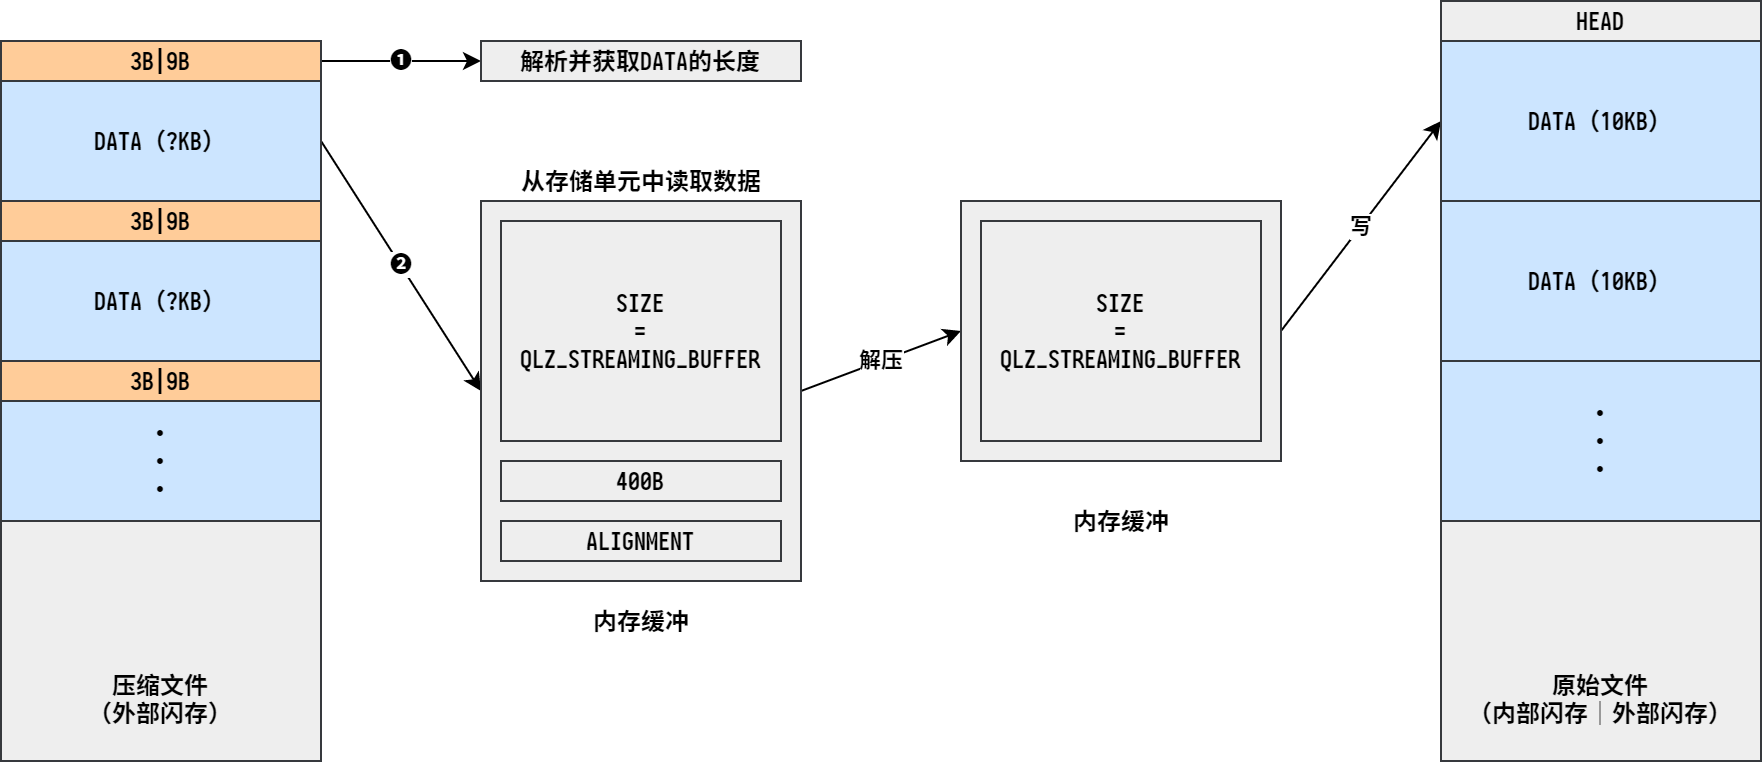 3B|9B
DATA (?KB)
3B|9B
DATA (?KB)
3B|9B
压缩文件
（外部闪存）
❶
解析并获取DATA的长度
❷
从存储单元中读取数据
SIZE
=
QLZ_STREAMING_BUFFER
400B
ALIGNMENT
内存缓冲
解压
SIZE
=
QLZ_STREAMING_BUFFER
内存缓冲
写
HEAD
DATA (10KB)
DATA (10KB)
原始文件
（内部闪存｜外部闪存）